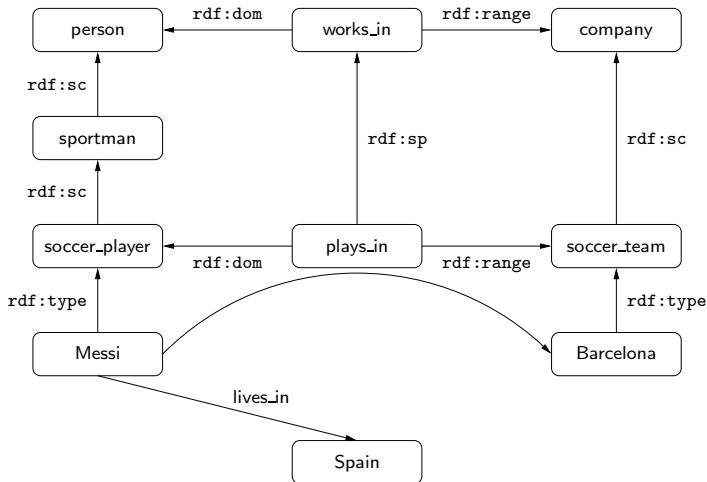 rdf:dom rdf:range
person works_in company
rdf:sc
sportman rdf:sp rdf:sc
rdf:sc
soccer_player plays_in soccer_team
rdf:dom rdf:range
rdf:type rdf:type
Messi Barcelona
lives_in
Spain